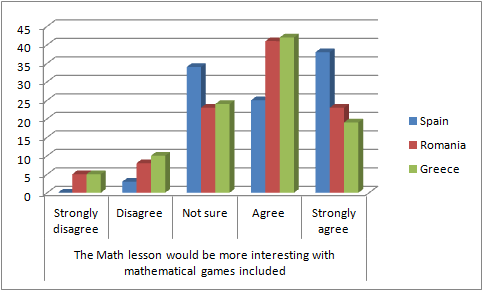 45
40
35
30
25
20
15
10
5
0
Strongly disagree
Disagree
Not sure
Agree
Strongly agree
The Math lesson would be more interesting with
mathematical games included
Spain
Romania
Greece